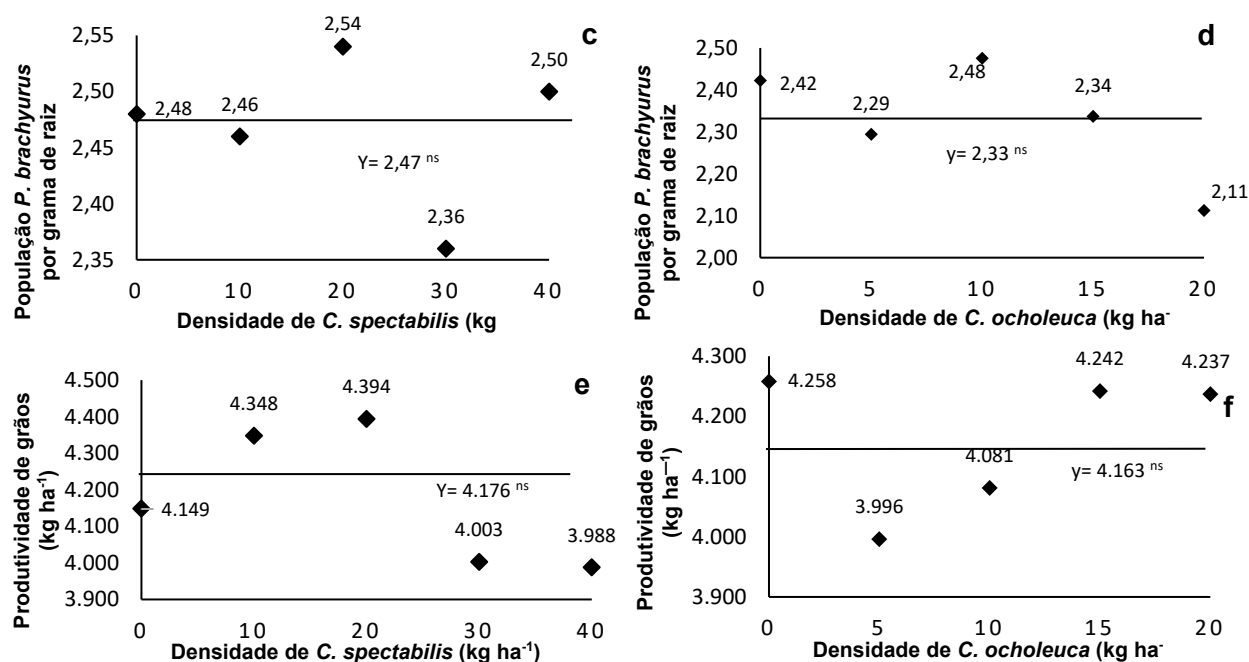 c
População P. brachyurus
por grama de raiz
2,55
2,50
2,45
2,40
2,35
2,48
2,46
2,54
2,36
2,50
Y= 2,47 ns
0 10 20 30 40
Densidade de C. spectabilis (kg
d
População P. brachyurus
por grama de raiz
2,50
2,40
2,30
2,20
2,10
2,00
2,42
2,29
2,48
2,34
2,11
y= 2,33 ns
0 5 10 15 20
Densidade de C. ocholeuca (kg ha-
e
Produtividade de grãos
(kg ha-1)
4.500
4.400
4.300
4.200
4.100
4.000
3.900
4.149
4.348
4.394
4.003
3.988
Y 4.176 ns
0 10 20 30 40
Densidade de C. spectabilis (kg ha-1)
f
Produtividade de grãos
(kg ha—1)
4.300
4.200
4.100
4.000
3.900
4.258
3.996
4.081
4.242
4.237
y= 4.163 ns
0 5 10 15 20
Densidade de C. ocholeuca (kg ha-